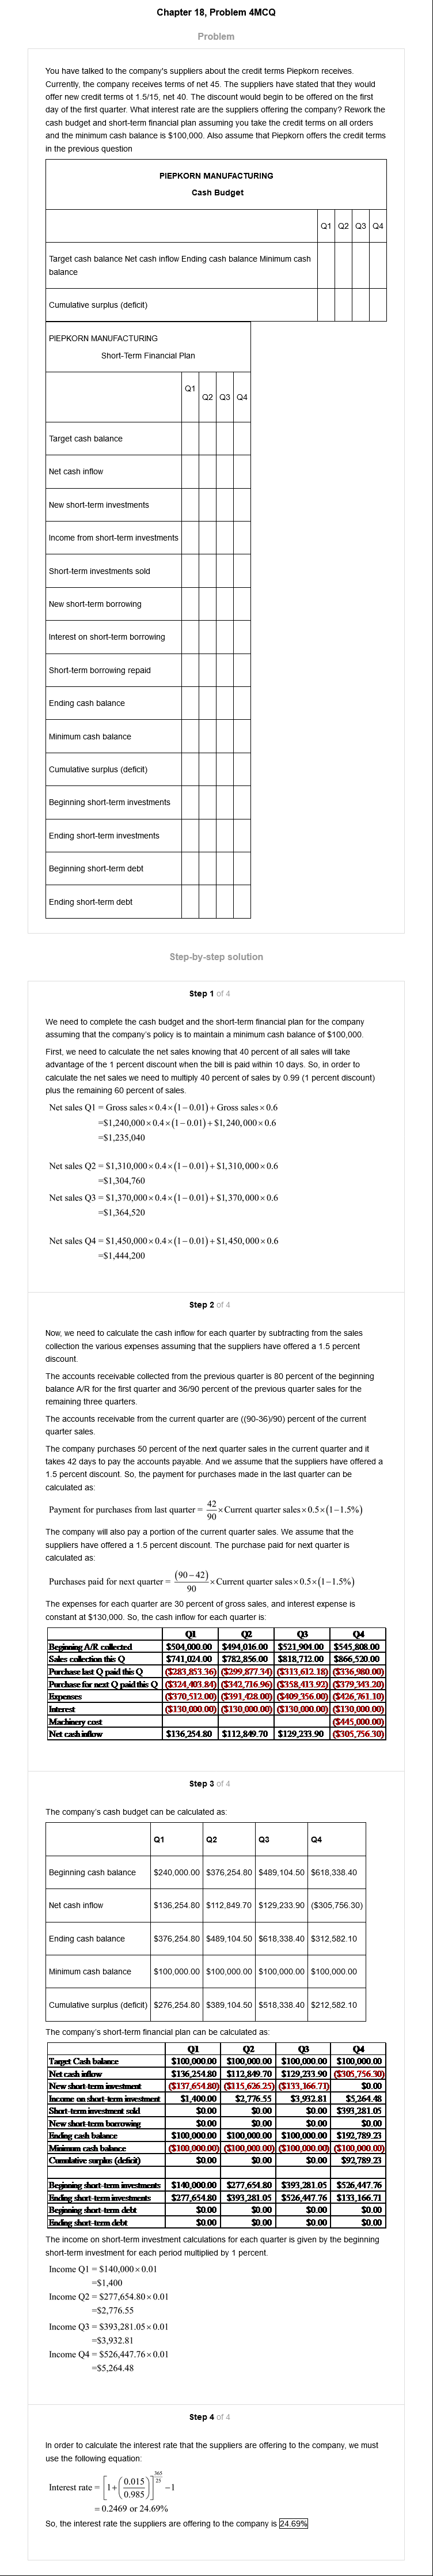 Chapter 18, Problem 4MCQ
Problem
You have talked to the company's suppliers about the credit terms Piepkorn receives.
Currently, the company receives terms of net 45. The suppliers have stated that they would
offer new credit terms of 1.5/15, net 40. The discount would begin to be offered on the first
day of the first quarter. What interest rate are the suppliers offering the company? Rework the
cash budget and short-term financial plan assuming you take the credit terms on all orders
and the minimum cash balance is $100,000. Also assume that Piepkorn offers the credit terms
in the previous question
PIEPKORN MANUFACTURING
Cash Budget
Q1 Q2 Q3 Q4
Target cash balance Net cash inflow Ending cash balance Minimum cash
balance
Cumulative surplus (deficit)
PIEPKORN MANUFACTURING
Short-Term Financial Plan
Q1
Q2 Q3 Q4
Target cash balance
Net cash inflow
New short-term investments
Income from short-term investments
Short-term investments sold
New short-term borrowing
Interest on short-term borrowing
Short-term borrowing repaid
Ending cash balance
Minimum cash balance
Cumulative surplus (deficit)
Beginning short-term investments
Ending short-term investments
Beginning short-term debt
Ending short-term debt
Step-by-step solution
Step 1 of 4
We need to complete the cash budget and the short-term financial plan for the company
assuming that the company's policy is to maintain a minimum cash balance of $100,000.
First, we need to calculate the net sales knowing that 40 percent of all sales will take
advantage of the 1 percent discount when the bill is paid within 10 days. So, in order to
calculate the net sales we need to multiply 40 percent of sales by 0.99 (1 percent discount)
plus the remaining 60 percent of sales.
Net sales Q1 = Gross sales × 0.4 × (1 − 0.01) + Gross sales × 0.6
=$1,240,000 × 0.4 × (1 − 0.01) + $1,240,000 × 0.6
=$1,235,040
Net sales Q2 = $1,310,000 × 0.4 × (1 − 0.01) + $1,310,000 × 0.6
=$1,304,760
Net sales Q3 = $1,370,000 × 0.4 × (1 − 0.01) + $1,370,000 × 0.6
=$1,364,520
Net sales Q4 = $1,450,000 × 0.4 × (1 − 0.01) + $1,450,000 × 0.6
=$1,444,200
Step 2 of 4
Now, we need to calculate the cash inflow for each quarter by subtracting from the sales
collection the various expenses assuming that the suppliers have offered a 1.5 percent
discount.
The accounts receivable collected from the previous quarter is 80 percent of the beginning
balance A/R for the first quarter and 36/90 percent of the previous quarter sales for the
remaining three quarters.
The accounts receivable from the current quarter are ((90-36)/90) percent of the current
quarter sales.
The company purchases 50 percent of the next quarter sales in the current quarter and it
takes 42 days to pay the accounts payable. And we assume that the suppliers have offered a
1.5 percent discount. So, the payment for purchases made in the last quarter can be
calculated as:
Payment for purchases from last quarter = 42/90 × Current quarter sales × 0.5 × (1 − 1.5%)
The company will also pay a portion of the current quarter sales. We assume that the
suppliers have offered a 1.5 percent discount. The purchase paid for next quarter is
calculated as:
Purchases paid for next quarter = (90 − 42)/90 × Current quarter sales × 0.5 × (1 − 1.5%)
The expenses for each quarter are 30 percent of gross sales, and interest expense is
constant at $130,000. So, the cash inflow for each quarter is:
Q1 Q2 Q3 Q4
Beginning A/R collected $504,000.00 $494,016.00 $521,904.00 $545,808.00
Sales collection this Q $741,024.00 $782,856.00 $818,712.00 $866,520.00
Purchase last Q paid this Q ($283,853.36) ($299,877.34) ($313,612.18) ($336,980.00)
Purchase for next Q paid this Q ($324,403.84) ($342,716.96) ($358,413.92) ($379,343.20)
Expenses ($370,512.00) ($391,428.00) ($409,356.00) ($426,761.10)
Interest ($130,000.00) ($130,000.00) ($130,000.00) ($130,000.00)
Machinery cost ($445,000.00)
Net cash inflow $136,254.80 $112,849.70 $129,233.90 ($305,756.30)
Step 3 of 4
The company's cash budget can be calculated as:
Q1 Q2 Q3 Q4
Beginning cash balance $240,000.00 $376,254.80 $489,104.50 $618,338.40
Net cash inflow $136,254.80 $112,849.70 $129,233.90 ($305,756.30)
Ending cash balance $376,254.80 $489,104.50 $618,338.40 $312,582.10
Minimum cash balance $100,000.00 $100,000.00 $100,000.00 $100,000.00
Cumulative surplus (deficit) $276,254.80 $389,104.50 $518,338.40 $212,582.10
The company's short-term financial plan can be calculated as:
Q1 Q2 Q3 Q4
Target Cash balance $100,000.00 $100,000.00 $100,000.00 $100,000.00
Net cash inflow $136,254.80 $112,849.70 $129,233.90 ($305,756.30)
New short-term investment ($137,654.80) ($115,626.25) ($133,166.71) $0.00
Income on short-term investment $1,400.00 $2,776.55 $3,932.81 $5,264.48
Short-term investment sold $0.00 $0.00 $0.00 $393,281.05
New short-term borrowing $0.00 $0.00 $0.00 $0.00
Ending cash balance $100,000.00 $100,000.00 $100,000.00 $192,789.23
Minimum cash balance ($100,000.00) ($100,000.00) ($100,000.00) ($100,000.00)
Cumulative surplus (deficit) $0.00 $0.00 $0.00 $92,789.23
Beginning short-term investments $140,000.00 $277,654.80 $393,281.05 $526,447.76
Ending short-term investments $277,654.80 $393,281.05 $526,447.76 $133,166.71
Beginning short-term debt $0.00 $0.00 $0.00 $0.00
Ending short-term debt $0.00 $0.00 $0.00 $0.00
The income on short-term investment calculations for each quarter is given by the beginning
short-term investment for each period multiplied by 1 percent.
Income Q1 = $140,000 × 0.01
=$1,400
Income Q2 = $277,654.80 × 0.01
=$2,776.55
Income Q3 = $393,281.05 × 0.01
=$3,932.81
Income Q4 = $526,447.76 × 0.01
=$5,264.48
Step 4 of 4
In order to calculate the interest rate that the suppliers are offering to the company, we must
use the following equation:
Interest rate = [1 + (0.015/0.985)]^(365/25) − 1
= 0.2469 or 24.69%
So, the interest rate the suppliers are offering to the company is 24.69%